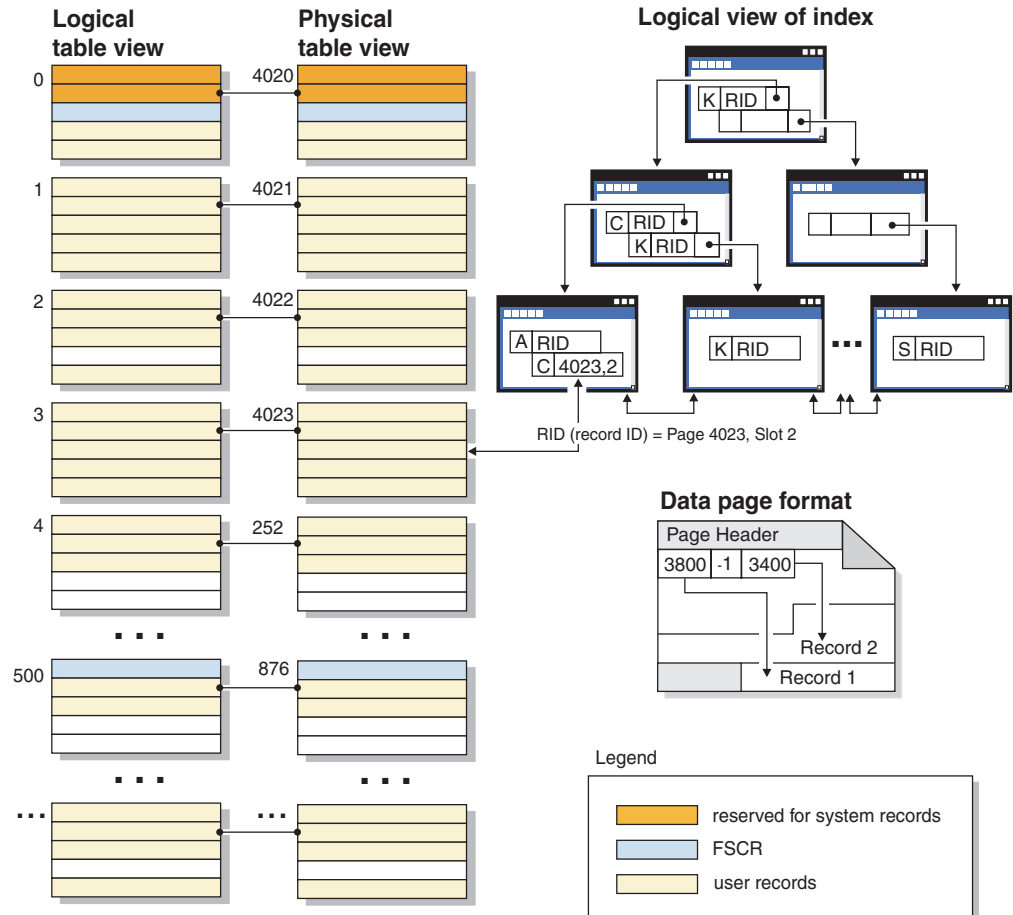 Logical
table view
Physical
table view
Logical view of index
0
4020
1
4021
2
4022
3
4023
4
252
...
...
500
876
...
...
...
...
K RID
C RID
K RID
A RID
C 4023,2
K RID
...
S RID
RID (record ID) = Page 4023, Slot 2
Data page format
Page Header
3800 -1 3400
Record 2
Record 1
Legend
reserved for system records
FSCR
user records